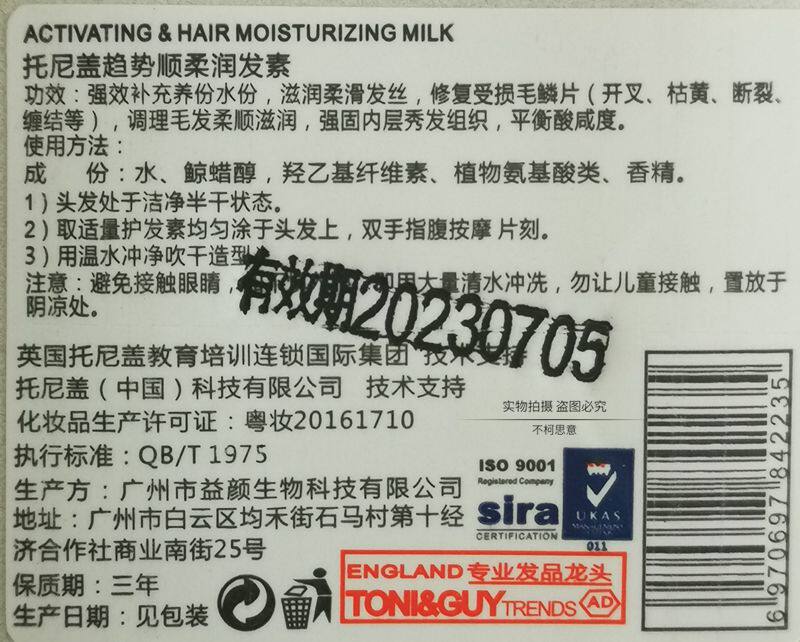 ACTIVATING & HAIR MOISTURIZING MILK
托尼盖趋势顺柔润发素
功效：强效补充养份水份，滋润柔滑发丝，修复受损毛鳞片（开叉、枯黄、断裂、
缠结等），调理毛发柔顺滋润，强固内层秀发组织，平衡酸咸度。
使用方法：
成 份：水、鲸蜡醇，羟乙基纤维素、植物氨基酸类、香精。
1）头发处于洁净半干状态。
2）取适量护发素均匀涂于头发上，双手指腹按摩 片刻。
3）用温水冲净吹干造型
注意：避免接触眼睛，即用大量清水冲冼，勿让儿童接触，置放于
阴凉处。
有效期20230705
英国托尼盖教育培训连锁国际集团 技术支持
托尼盖（中国）科技有限公司 技术支持
化妆品生产许可证：粤妆20161710
执行标准：QB/T 1975
生产方：广州市益颜生物科技有限公司
地址：广州市白云区均禾街石马村第十经
济合作社商业南街25号
保质期：三年
生产日期：见包装
实物拍摄 盗图必究
不柯思意
ISO 9001
Registered Company
sira
CERTIFICATION
UKAS
MANAGEMENT
011
ENGLAND 专业发品龙头
TONI&GUY TRENDS AD
6970697842235